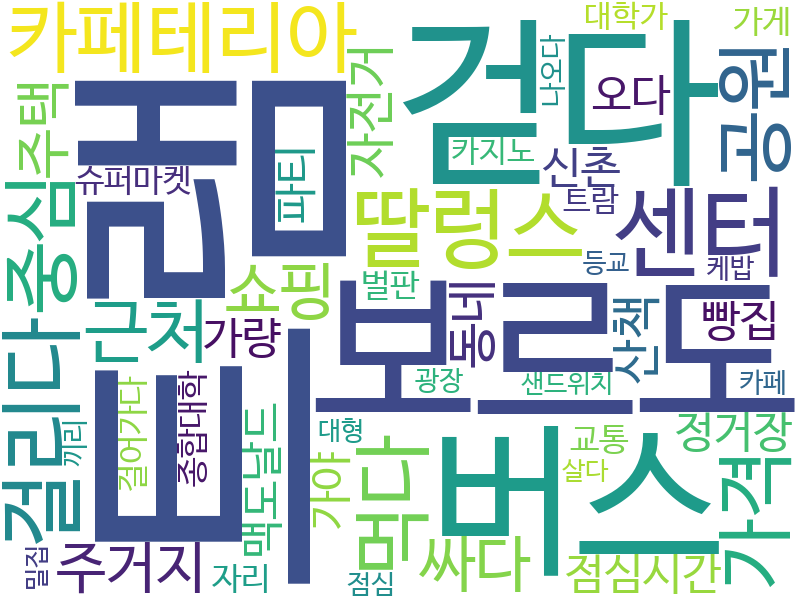 카페테리아
걷다
대학가
가게
나오다
오다
공원
자전거
주택
트램
파티
슈퍼마켓
카지노
신촌
트람
중심
딸렁스
센터
등교
케밥
쇼핑
벌판
동네
근처
가량
보르도
산책
빵집
걸리다
광장
샌드위치
카페
걸어가다
종합대학
맥도날드
대형
끼리
가야
먹다
버스
교통
정거장
살다
가격
밀집
주거지
자리
점심
싸다
점심시간